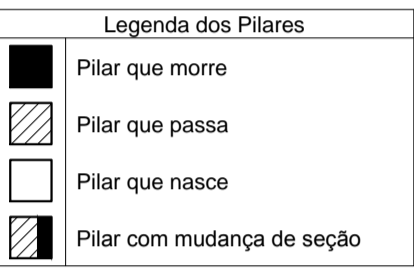 Legenda dos Pilares
Pilar que morre
Pilar que passa
Pilar que nasce
Pilar com mudança de seção